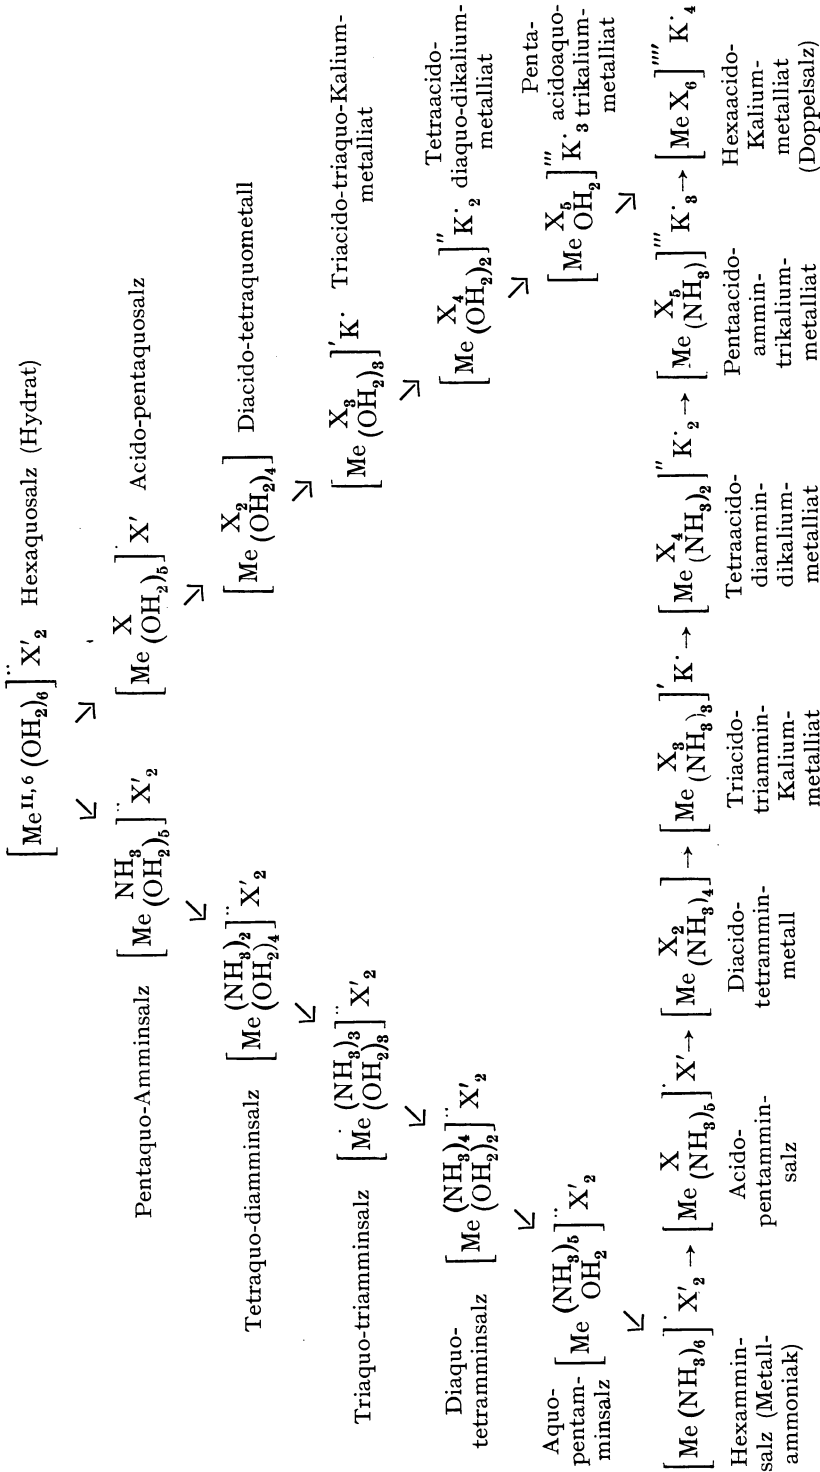 [Me^II, 6 (OH₂)₆]¨ X′₂ Hexaquosalz (Hydrat)
↙ ↘
Pentaquo-Amminsalz [Me NH₃ (OH₂)₅]¨ X′₂
[Me X (OH₂)₅]˙ X′ Acido-pentaquosalz
↙ ↘
Tetraquo-diamminsalz [Me (NH₃)₂ (OH₂)₄]¨ X′₂
[Me X₂ (OH₂)₄] Diacido-tetraquometall
↙ ↘
Triaquo-triamminsalz [Me (NH₃)₃ (OH₂)₃]¨ X′₂
[Me X₃ (OH₂)₃]′ K˙ Triacido-triaquo-Kalium-
metalliat
↙ ↘
Diaquo-
tetramminsalz [Me (NH₃)₄ (OH₂)₂]¨ X′₂
[Me X₄ (OH₂)₂]″ K˙₂
Tetraacido-
diaquo-dikalium-
metalliat
↙ ↘
Aquo-
pentam-
minsalz [Me (NH₃)₅ OH₂]¨ X′₂
[Me X₅ OH₂]‴ K˙₃
Penta-
acidoaquo-
trikalium-
metalliat
↙ ↘
[Me (NH₃)₆]˙ X′₂ → [Me X (NH₃)₅]˙ X′ → [Me X₂ (NH₃)₄] → [Me X₃ (NH₃)₃]′ K˙ → [Me X₄ (NH₃)₂]″ K˙₂ → [Me X₅ (NH₃)]‴ K˙₃ → [Me X₆]⁗ K˙₄
Hexammin-
salz (Metall-
ammoniak)
Acido-
pentammin-
salz
Diacido-
tetrammin-
metall
Triacido-
triammin-
Kalium-
metalliat
Tetraacido-
diammin-
dikalium-
metalliat
Pentaacido-
ammin-
trikalium-
metalliat
Hexaacido-
Kalium-
metalliat
(Doppelsalz)